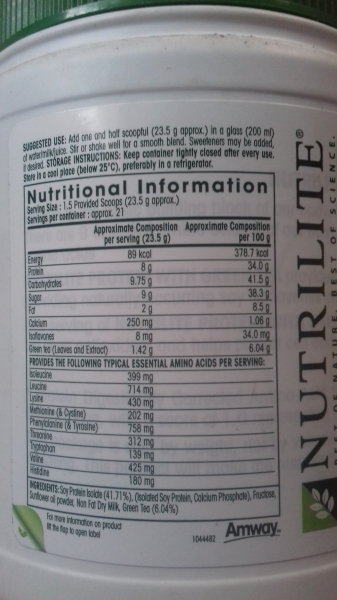 SUGGESTED USE: Add one and half scoopful (23.5 g approx.) in a glass (200 ml)
of water/milk/juice. Stir or shake well for a smooth blend. Sweeteners may be added,
if desired. STORAGE INSTRUCTIONS: Keep container tightly closed after every use.
Store in a cool place (below 25°C), preferably in a refrigerator.
Nutritional Information
Serving Size : 1.5 Provided Scoops (23.5 g approx.)
Servings per container : approx. 21
Approximate Composition Approximate Composition
per serving (23.5 g) per 100 g
Energy 89 kcal 378.7 kcal
Protein 8 g 34.0 g
Carbohydrates 9.75 g 41.5 g
Sugar 9 g 38.3 g
Fat 2 g 8.5 g
Calcium 250 mg 1.06 g
Isoflavones 8 mg 34.0 mg
Green tea (Leaves and Extract) 1.42 g 6.04 g
PROVIDES THE FOLLOWING TYPICAL ESSENTIAL AMINO ACIDS PER SERVING:
Isoleucine 399 mg
Leucine 714 mg
Lysine 430 mg
Methionine (& Cystine) 202 mg
Phenylalanine (& Tyrosine) 758 mg
Threonine 312 mg
Tryptophan 139 mg
Valine 425 mg
Histidine 180 mg
INGREDIENTS: Soy Protein Isolate (41.71%), (Isolated Soy Protein, Calcium Phosphate), Fructose,
Sunflower oil powder, Non Fat Dry Milk, Green Tea (6.04%)
For more information on product
lift the flap to open label
1044482
Amway
NUTRILITE®
BEST OF NATURE. BEST OF SCIENCE.